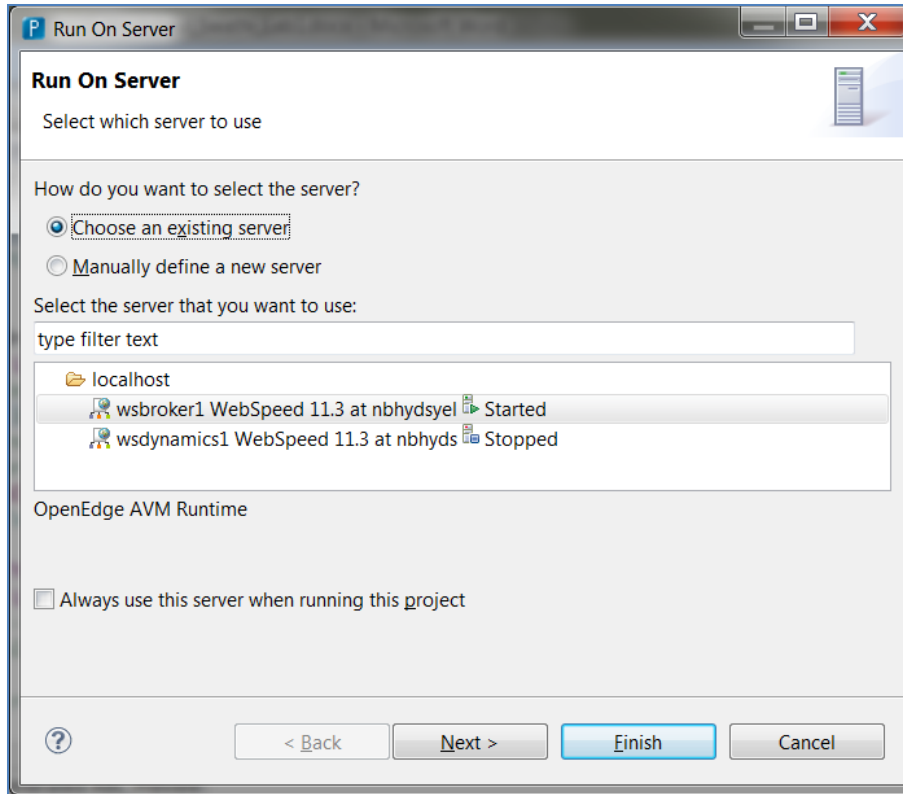 Run On Server
Run On Server
Select which server to use
How do you want to select the server?
Choose an existing server
Manually define a new server
Select the server that you want to use:
type filter text
localhost
wsbroker1 WebSpeed 11.3 at nbhydsyel Started
wsdynamics1 WebSpeed 11.3 at nbhyds Stopped
OpenEdge AVM Runtime
Always use this server when running this project
? < Back Next > Finish Cancel